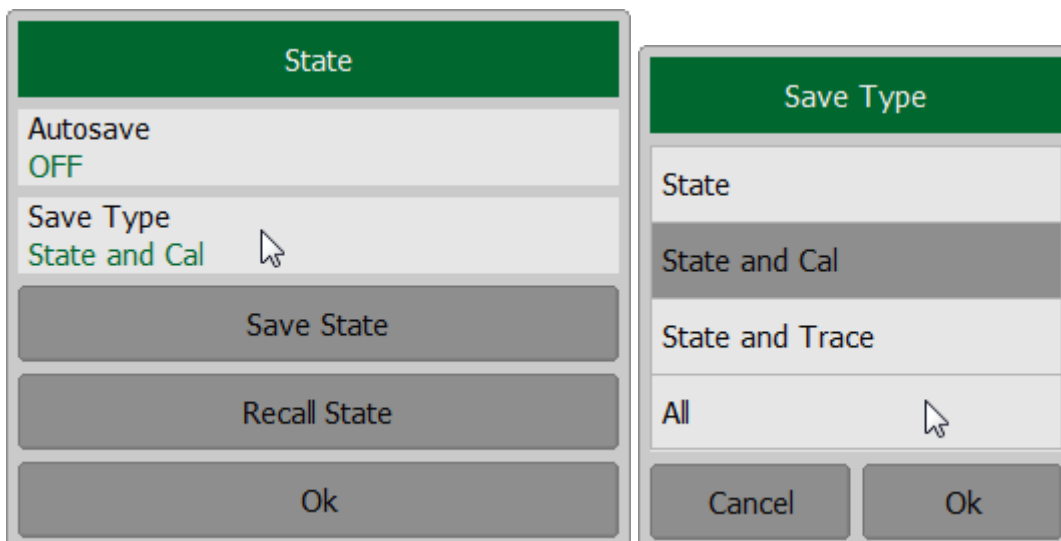 State
Autosave
OFF
Save Type
State and Cal
Save State
Recall State
Ok
Save Type
State
State and Cal
State and Trace
All
Cancel
Ok